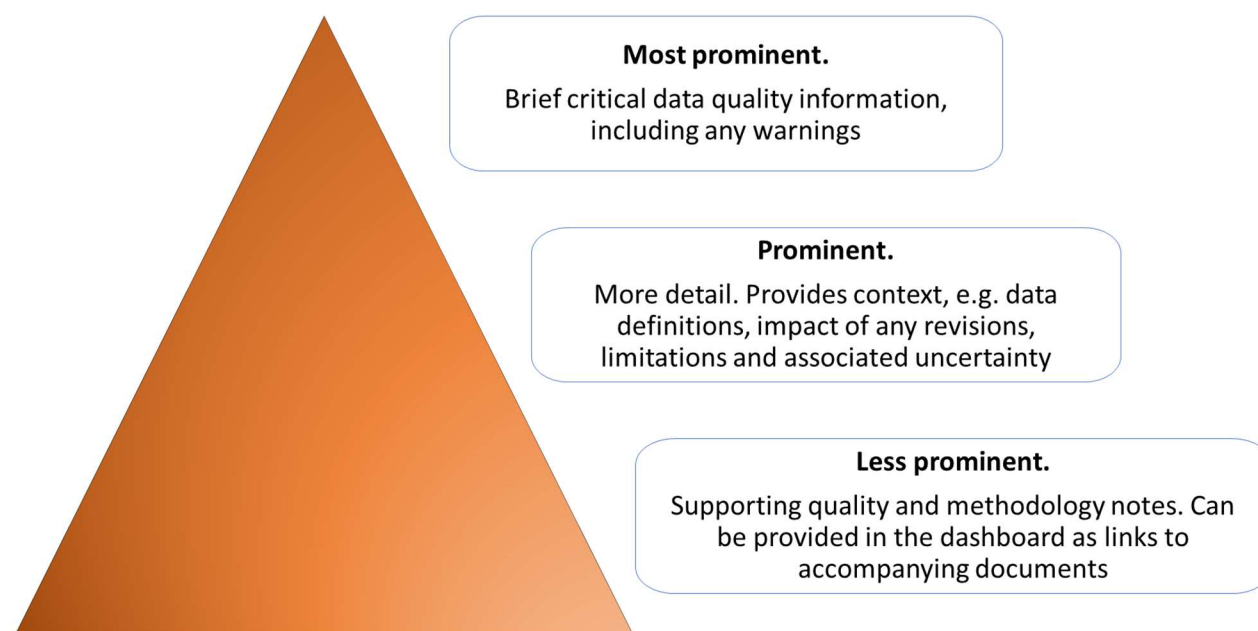 Most prominent.
Brief critical data quality information,
including any warnings
Prominent.
More detail. Provides context, e.g. data
definitions, impact of any revisions,
limitations and associated uncertainty
Less prominent.
Supporting quality and methodology notes. Can
be provided in the dashboard as links to
accompanying documents